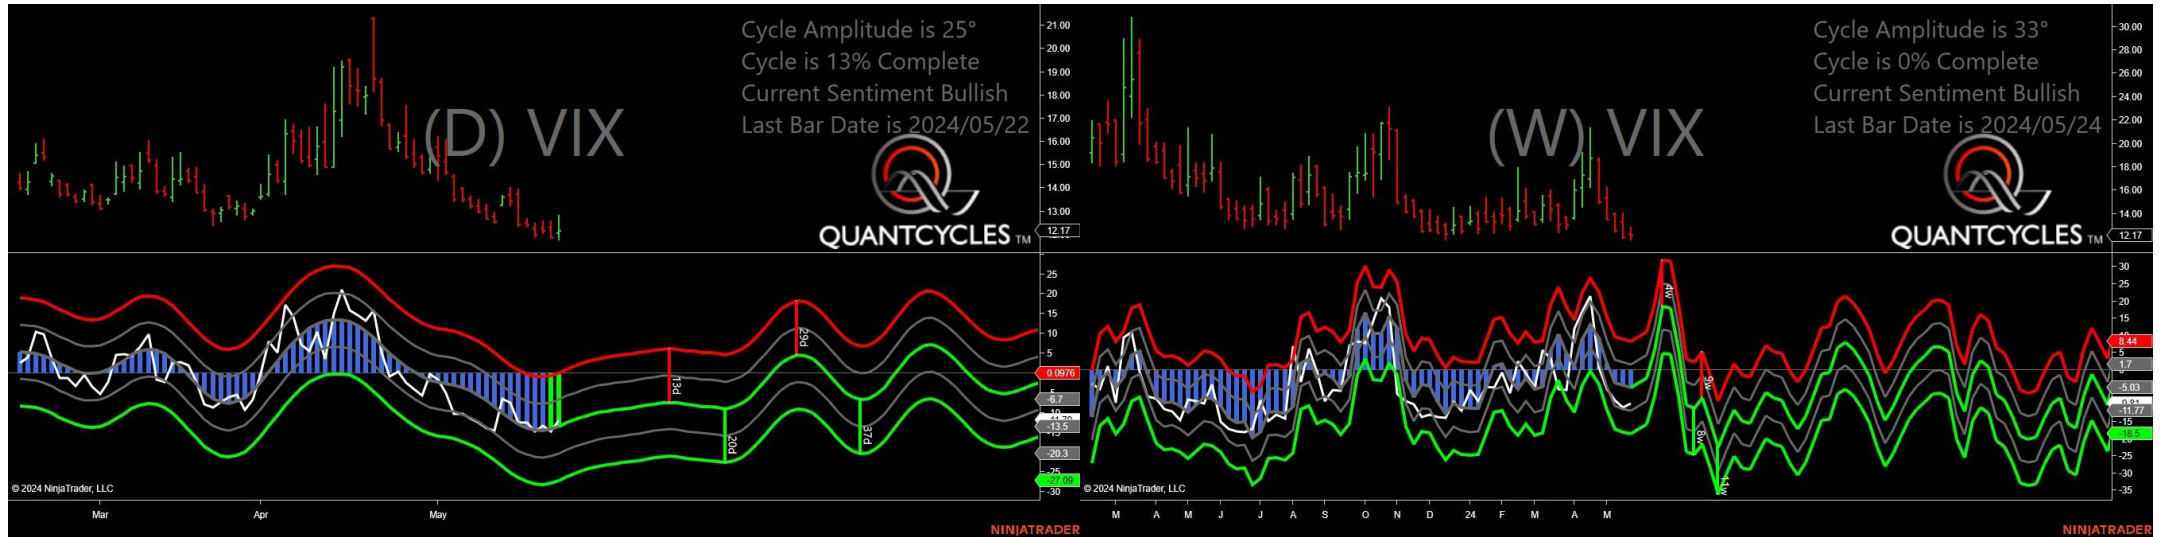 Cycle Amplitude is 25°
Cycle is 13% Complete
Current Sentiment Bullish
Last Bar Date is 2024/05/22
(D) VIX
QUANTCYCLES TM
21.00
20.00
19.00
18.00
17.00
16.00
15.00
14.00
13.00
12.17
25
20
15
10
5
0.0976
-6.7
-13.5
-20.3
-25
-27.09
-30
13d
20d
29d
37d
© 2024 NinjaTrader, LLC
Mar Apr May
NINJATRADER
Cycle Amplitude is 33°
Cycle is 0% Complete
Current Sentiment Bullish
Last Bar Date is 2024/05/24
(W) VIX
QUANTCYCLES TM
30.00
28.00
26.00
24.00
22.00
20.00
18.00
16.00
14.00
12.17
30
25
20
15
8.44
5
1.7
-5.03
-11.77
-15
-18.5
-25
-30
-35
4w
9w
8w
11w
© 2024 NinjaTrader, LLC
M A M J J A S O N D 24 F M A M
NINJATRADER